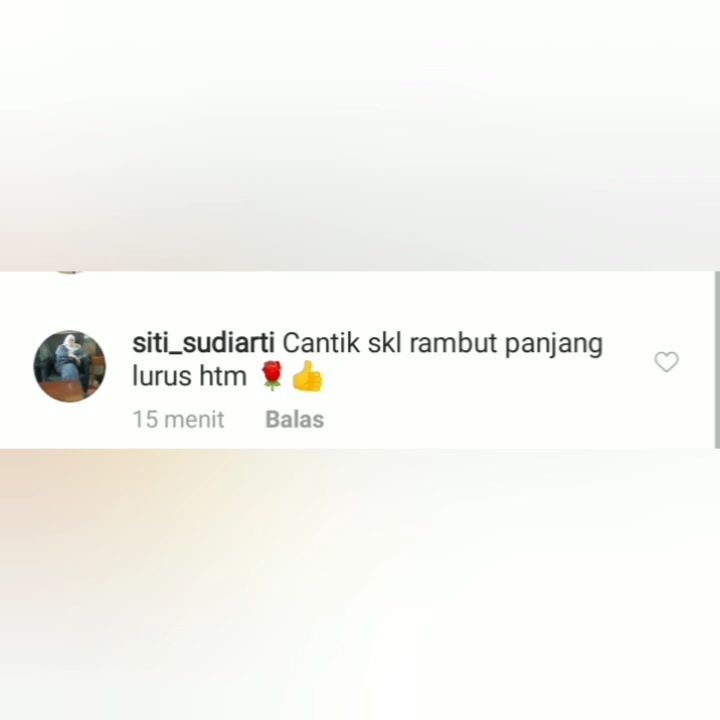 siti_sudiarti Cantik skl rambut panjang
lurus htm 🌹👍
15 menit Balas